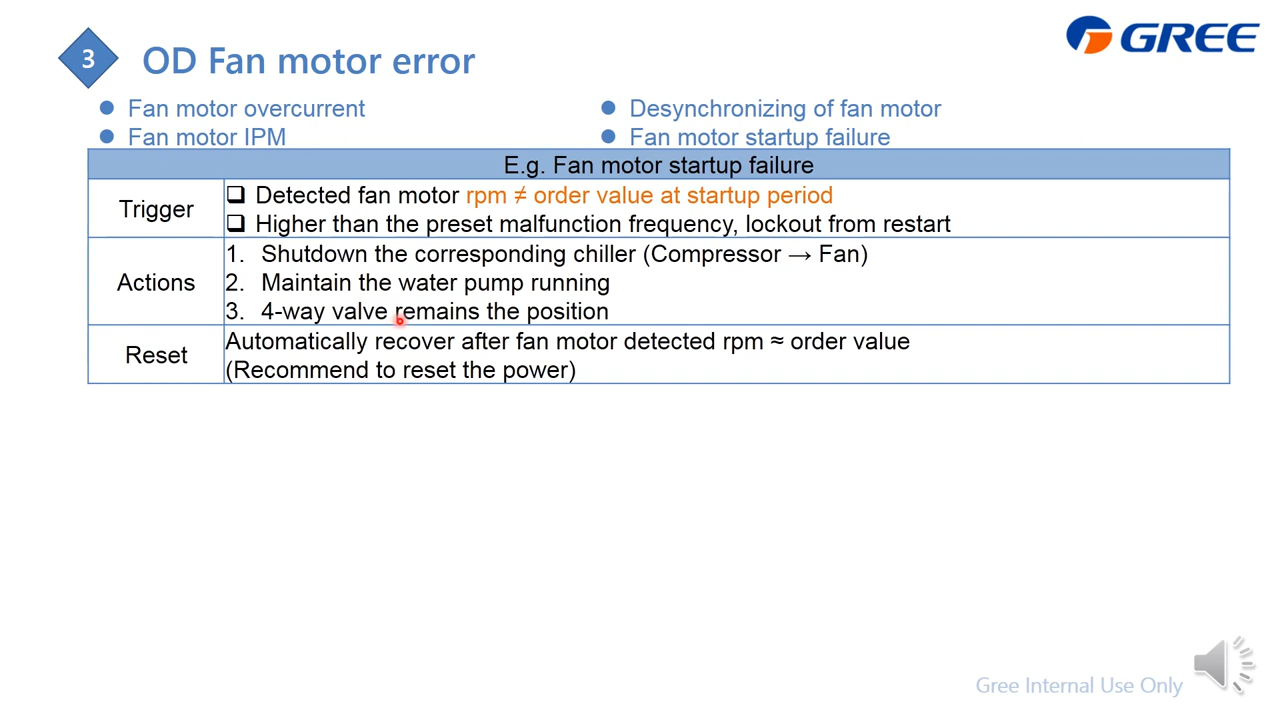 3
OD Fan motor error
GREE
Fan motor overcurrent
Desynchronizing of fan motor
Fan motor IPM
Fan motor startup failure
E.g. Fan motor startup failure
Trigger
Detected fan motor rpm ≠ order value at startup period
Higher than the preset malfunction frequency, lockout from restart
Actions
1. Shutdown the corresponding chiller (Compressor → Fan)
2. Maintain the water pump running
3. 4-way valve remains the position
Reset
Automatically recover after fan motor detected rpm ≈ order value
(Recommend to reset the power)
Gree Internal Use Only